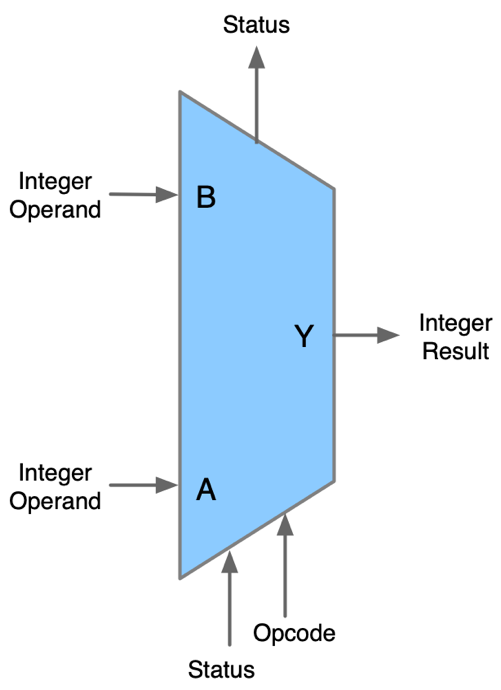 Status
Integer
Operand
B
Y
Integer
Result
Integer
Operand
A
Opcode
Status